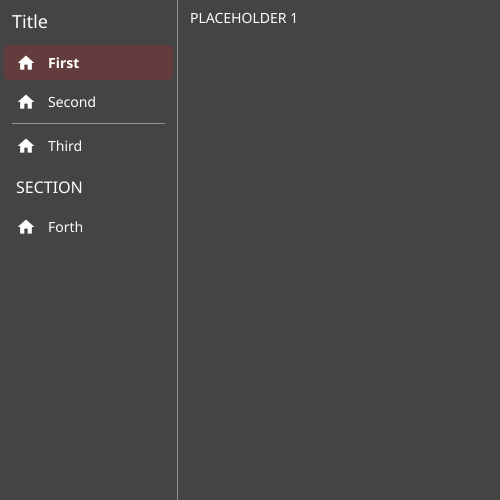 Title
First
Second
Third
SECTION
Forth
PLACEHOLDER 1